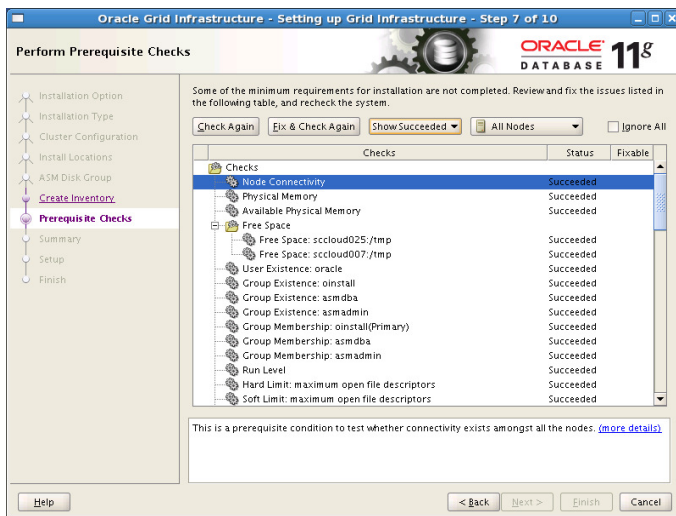 Oracle Grid Infrastructure - Setting up Grid Infrastructure - Step 7 of 10
Perform Prerequisite Checks
ORACLE
DATABASE
11g
Installation Option
Installation Type
Cluster Configuration
Install Locations
ASM Disk Group
Create Inventory
Prerequisite Checks
Summary
Setup
Finish
Some of the minimum requirements for installation are not completed. Review and fix the issues listed in
the following table, and recheck the system.
Check Again Fix & Check Again Show Succeeded All Nodes Ignore All
Checks Status Fixable
Checks
Node Connectivity Succeeded
Physical Memory Succeeded
Available Physical Memory Succeeded
Free Space
Free Space: sccloud025:/tmp Succeeded
Free Space: sccloud007:/tmp Succeeded
User Existence: oracle Succeeded
Group Existence: oinstall Succeeded
Group Existence: asmdba Succeeded
Group Existence: asmadmin Succeeded
Group Membership: oinstall(Primary) Succeeded
Group Membership: asmdba Succeeded
Group Membership: asmadmin Succeeded
Run Level Succeeded
Hard Limit: maximum open file descriptors Succeeded
Soft Limit: maximum open file descriptors Succeeded
This is a prerequisite condition to test whether connectivity exists amongst all the nodes. (more details)
Help < Back Next > Finish Cancel